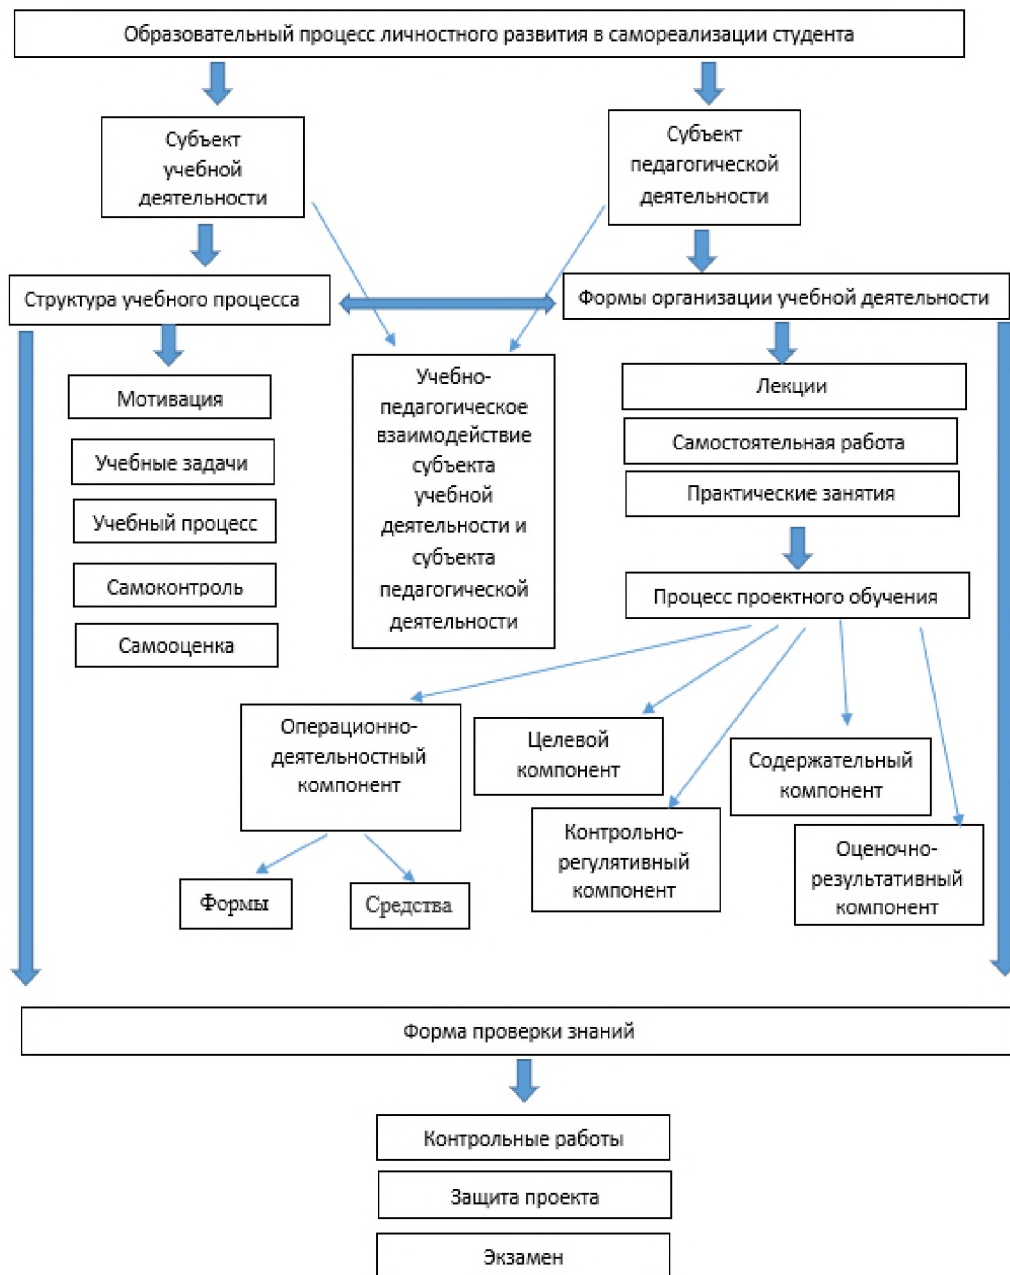 Образовательный процесс личностного развития в самореализации студента
Субъект
учебной
деятельности
Субъект
педагогической
деятельности
Структура учебного процесса
Формы организации учебной деятельности
Мотивация
Учебные задачи
Учебный процесс
Самоконтроль
Самооценка
Учебно-
педагогическое
взаимодействие
субъекта
учебной
деятельности и
субъекта
педагогической
деятельности
Лекции
Самостоятельная работа
Практические занятия
Процесс проектного обучения
Операционно-
деятельностный
компонент
Целевой
компонент
Содержательный
компонент
Контрольно-
регулятивный
компонент
Оценочно-
результативный
компонент
Формы
Средства
Форма проверки знаний
Контрольные работы
Защита проекта
Экзамен